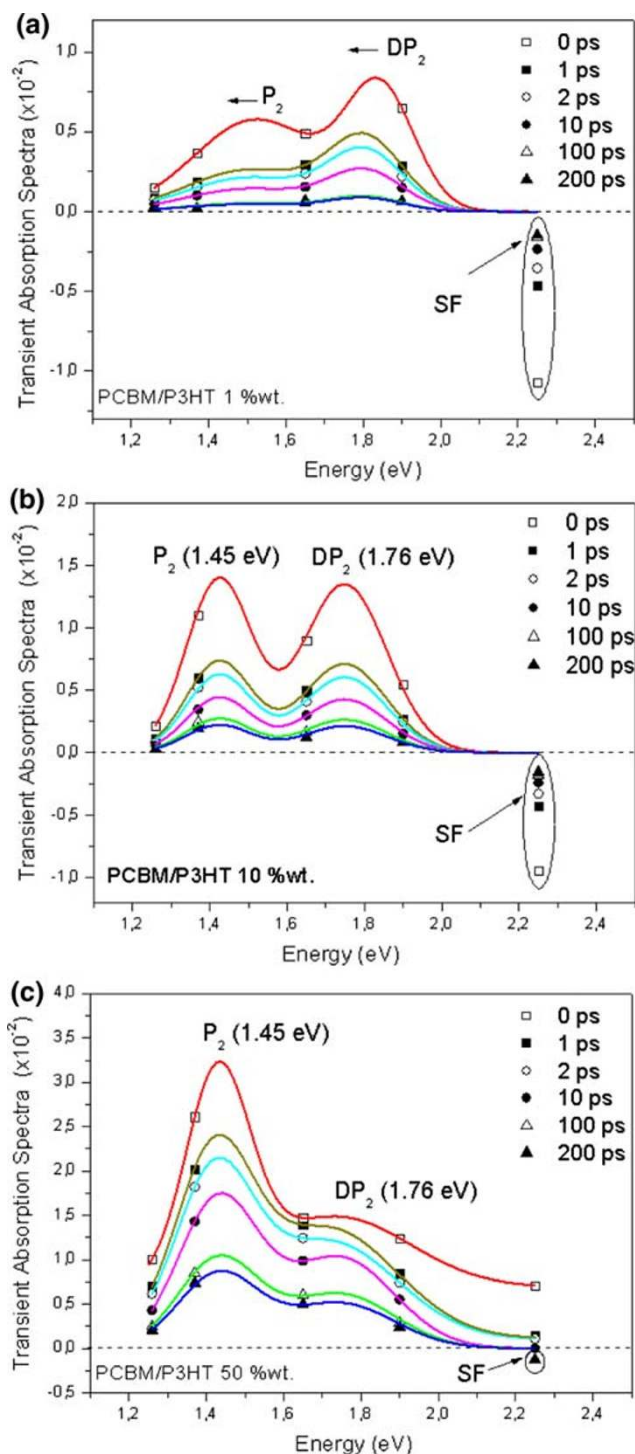 (a)
Transient Absorption Spectra (x10⁻²)
1,0
0,5
0,0
-0,5
-1,0
DP₂
P₂
0 ps
1 ps
2 ps
10 ps
100 ps
200 ps
SF
PCBM/P3HT 1 %wt.
1,2 1,4 1,6 1,8 2,0 2,2 2,4
Energy (eV)
(b)
Transient Absorption Spectra (x10⁻²)
2,0
1,5
1,0
0,5
0,0
-0,5
-1,0
P₂ (1.45 eV) DP₂ (1.76 eV)
0 ps
1 ps
2 ps
10 ps
100 ps
200 ps
SF
PCBM/P3HT 10 %wt.
1,2 1,4 1,6 1,8 2,0 2,2 2,4
Energy (eV)
(c)
Transient Absorption Spectra (x10⁻²)
4,0
3,5
3,0
2,5
2,0
1,5
1,0
0,5
0,0
-0,5
P₂ (1.45 eV)
DP₂ (1.76 eV)
0 ps
1 ps
2 ps
10 ps
100 ps
200 ps
SF
PCBM/P3HT 50 %wt.
1,2 1,4 1,6 1,8 2,0 2,2 2,4
Energy (eV)